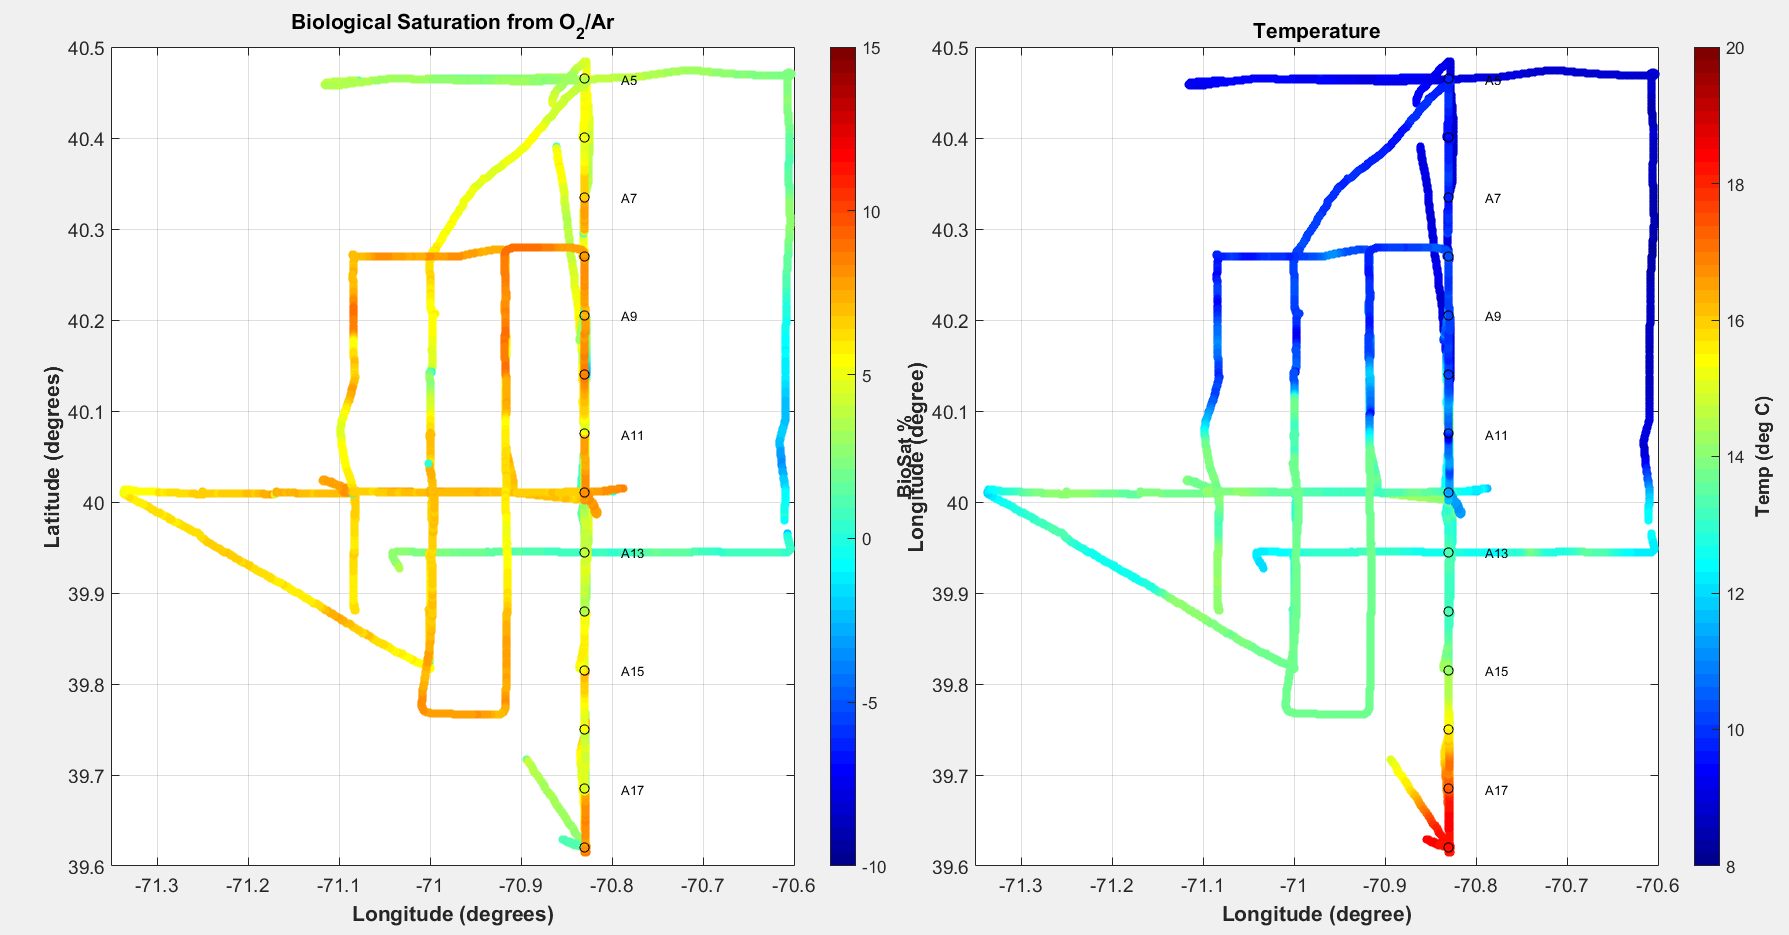 Biological Saturation from O2/Ar
40.5
40.4
40.3
40.2
40.1
40
39.9
39.8
39.7
39.6
Latitude (degrees)
A5
A7
A9
A11
A13
A15
A17
-71.3
-71.2
-71.1
-71
-70.9
-70.8
-70.7
-70.6
Longitude (degrees)
15
10
5
0
-5
-10
BioSat %
Temperature
40.5
40.4
40.3
40.2
40.1
40
39.9
39.8
39.7
39.6
Longitude (degree)
A5
A7
A9
A11
A13
A15
A17
-71.3
-71.2
-71.1
-71
-70.9
-70.8
-70.7
-70.6
Longitude (degree)
20
18
16
14
12
10
8
Temp (deg C)